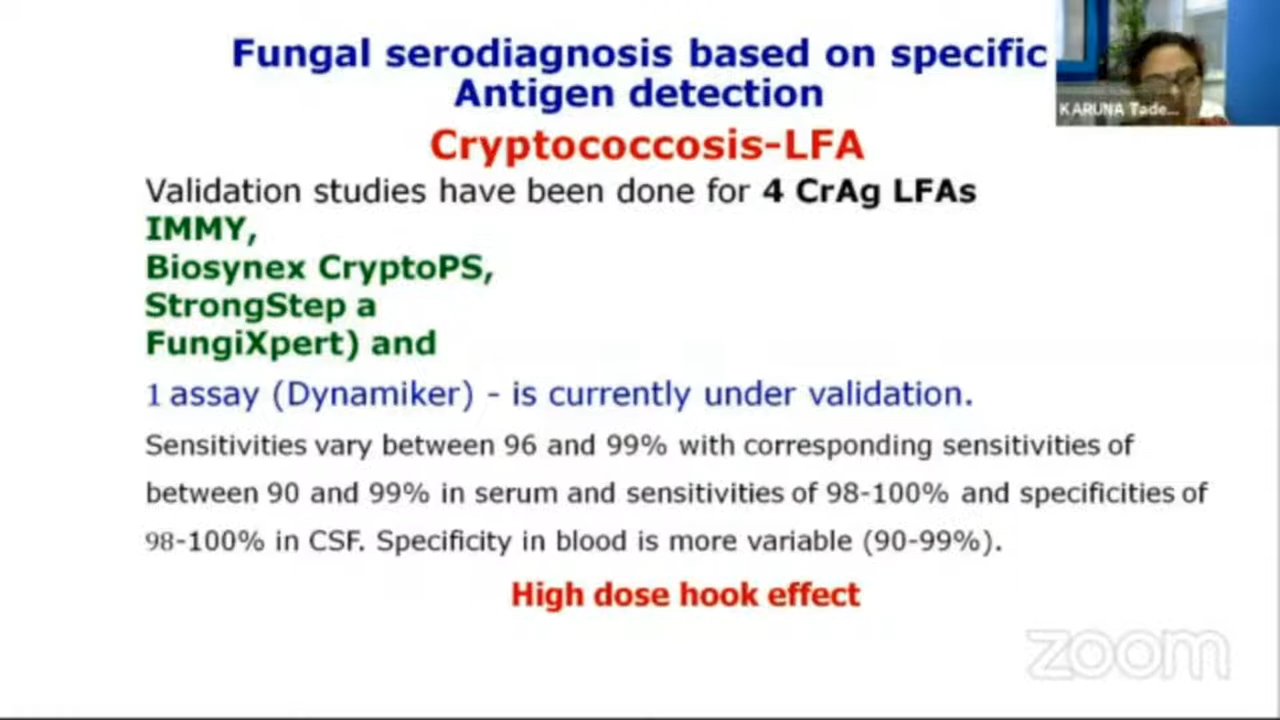 Fungal serodiagnosis based on specific
Antigen detection
KARUNA Tade...
Cryptococcosis-LFA
Validation studies have been done for 4 CrAg LFAs
IMMY,
Biosynex CryptoPS,
StrongStep a
FungiXpert) and
1 assay (Dynamiker) - is currently under validation.
Sensitivities vary between 96 and 99% with corresponding sensitivities of
between 90 and 99% in serum and sensitivities of 98-100% and specificities of
98-100% in CSF. Specificity in blood is more variable (90-99%).
High dose hook effect
zoom